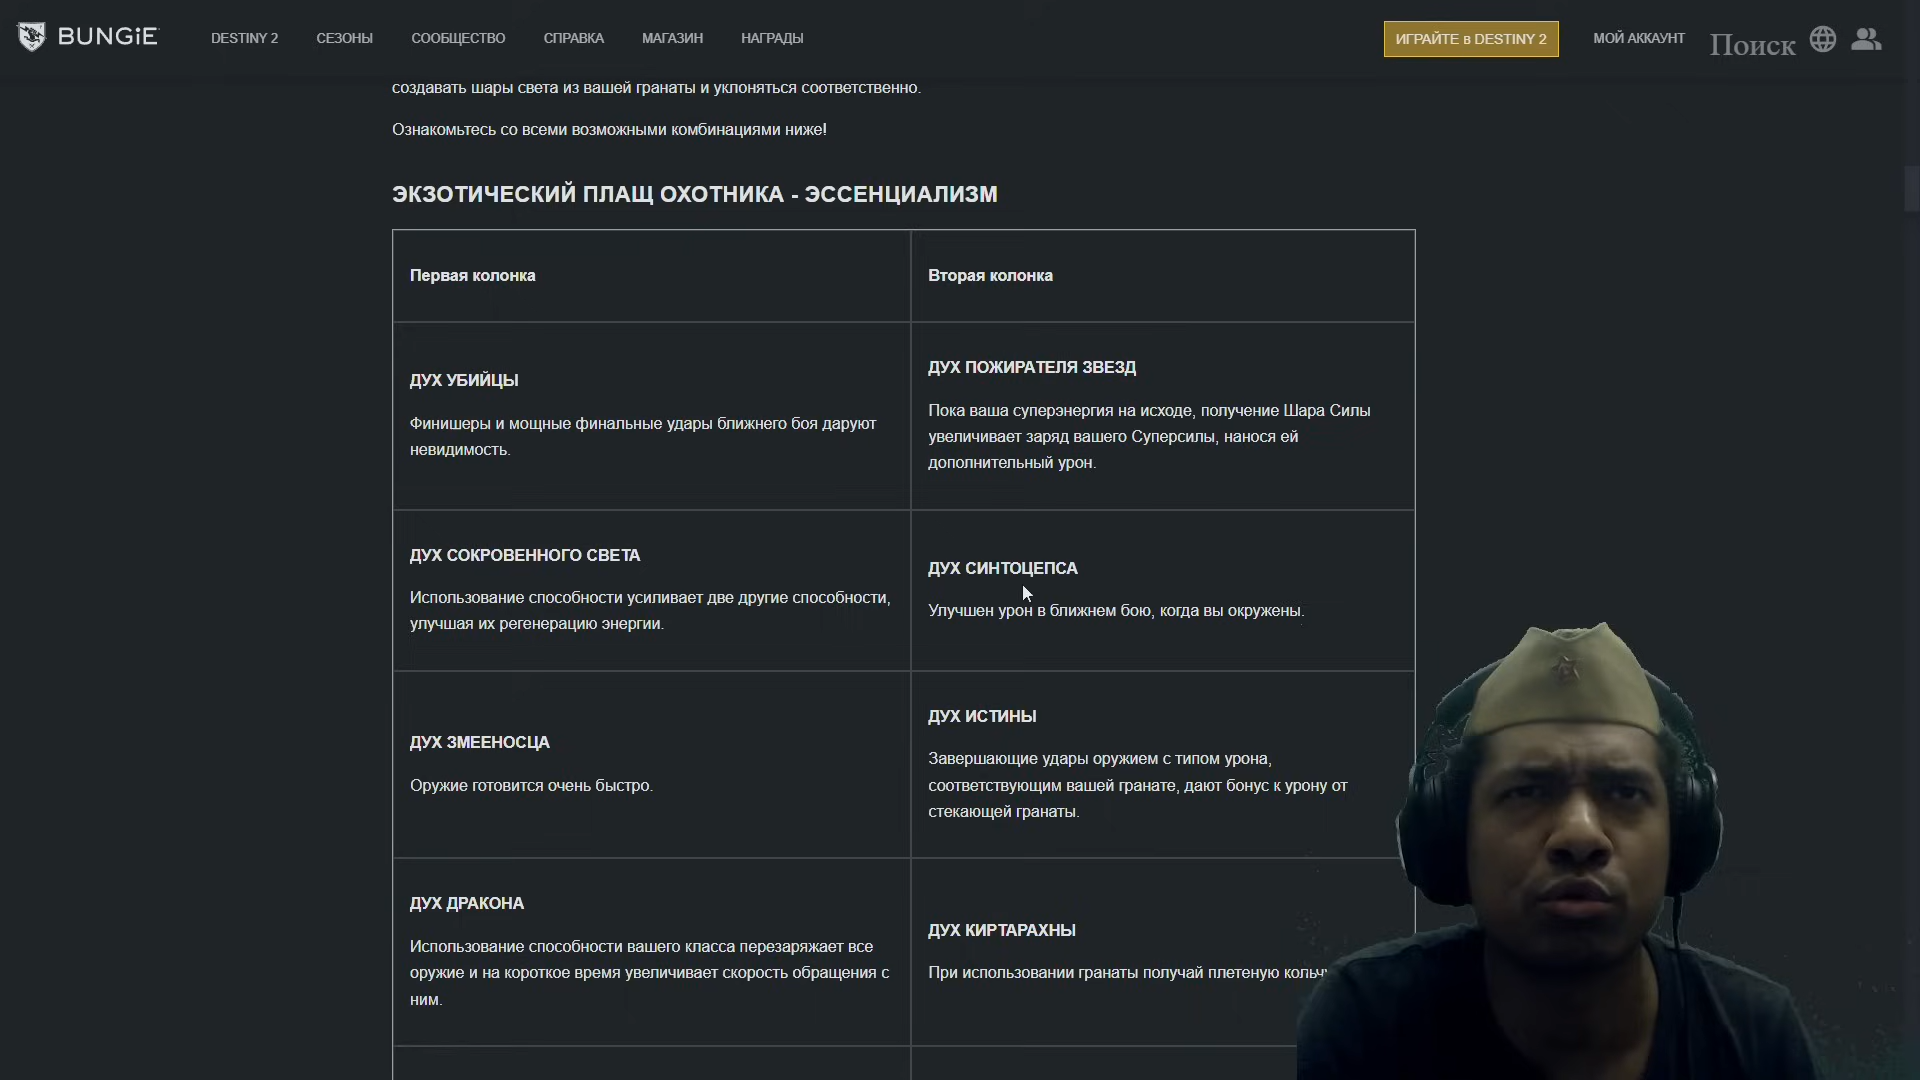 BUNGiE
DESTINY 2
СЕЗОНЫ
СООБЩЕСТВО
СПРАВКА
МАГАЗИН
НАГРАДЫ
ИГРАЙТЕ в DESTINY 2
МОЙ АККАУНТ
Поиск
создавать шары света из вашей гранаты и уклоняться соответственно.
Ознакомьтесь со всеми возможными комбинациями ниже!
ЭКЗОТИЧЕСКИЙ ПЛАЩ ОХОТНИКА - ЭССЕНЦИАЛИЗМ
Первая колонка
Вторая колонка
ДУХ УБИЙЦЫ
Финишеры и мощные финальные удары ближнего боя даруют
невидимость.
ДУХ ПОЖИРАТЕЛЯ ЗВЕЗД
Пока ваша суперэнергия на исходе, получение Шара Силы
увеличивает заряд вашего Суперсилы, нанося ей
дополнительный урон.
ДУХ СОКРОВЕННОГО СВЕТА
Использование способности усиливает две другие способности,
улучшая их регенерацию энергии.
ДУХ СИНТОЦЕПСА
Улучшен урон в ближнем бою, когда вы окружены.
ДУХ ЗМЕЕНОСЦА
Оружие готовится очень быстро.
ДУХ ИСТИНЫ
Завершающие удары оружием с типом урона,
соответствующим вашей гранате, дают бонус к урону от
стекающей гранаты.
ДУХ ДРАКОНА
Использование способности вашего класса перезаряжает все
оружие и на короткое время увеличивает скорость обращения с
ним.
ДУХ КИРТАРАХНЫ
При использовании гранаты получай плетеную